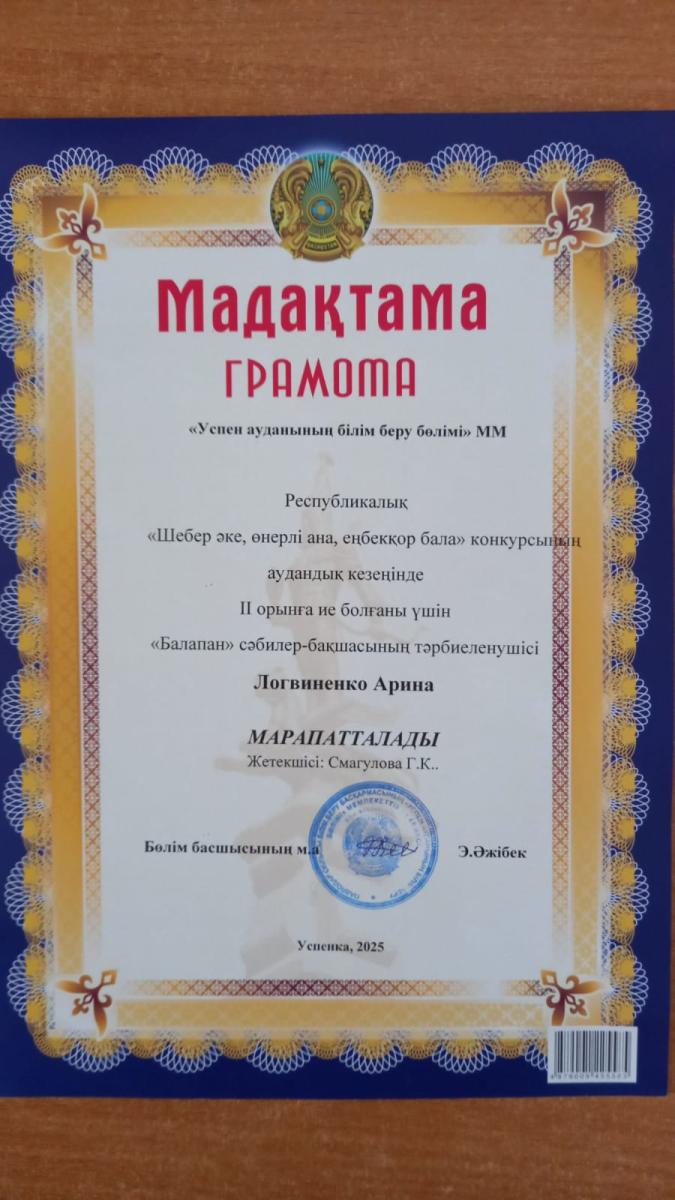 Мадақтама
ГРАМОТА
«Успен ауданының білім беру бөлімі» ММ
Республикалық
«Шебер әке, өнерлі ана, еңбекқор бала» конкурсының
аудандық кезеңінде
II орынға ие болғаны үшін
«Балапан» сәбилер-бақшасының тәрбиеленушісі
Логвиненко Арина
МАРАПАТТАЛАДЫ
Жетекшісі: Смагулова Г.К..
Бөлім басшысының м.а
Э.Әжібек
Успенка, 2025